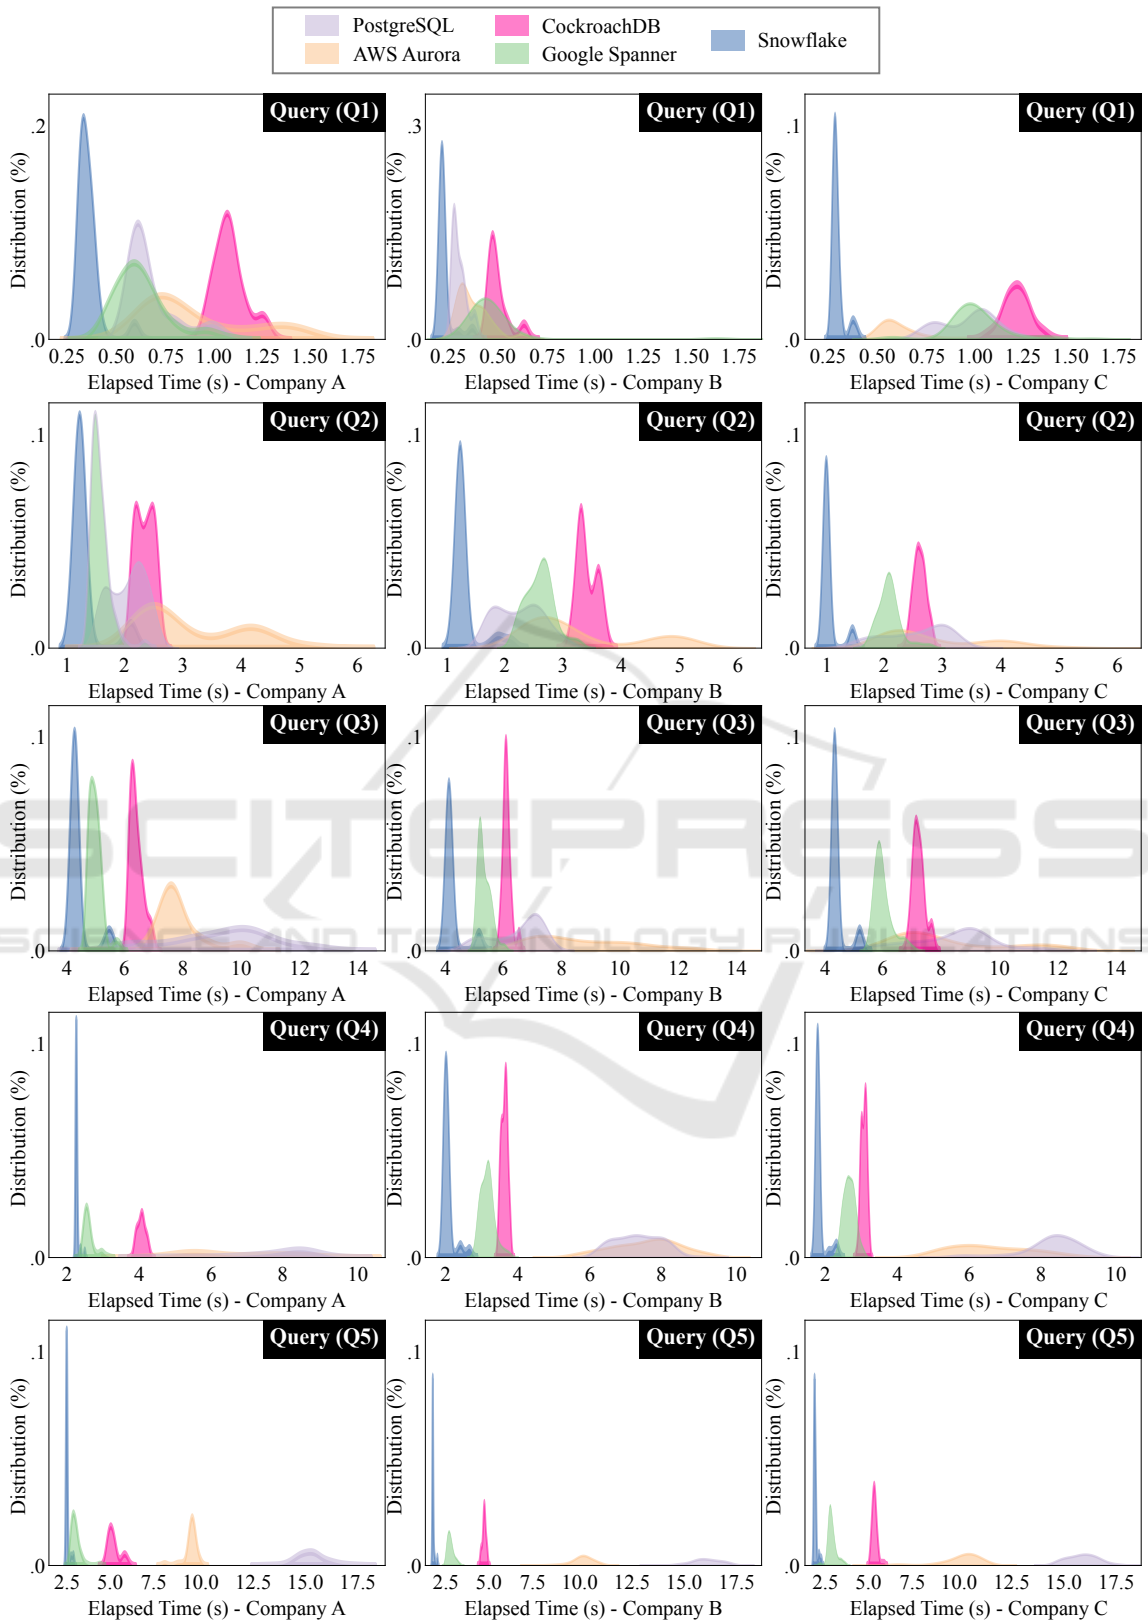 PostgreSQL
AWS Aurora
CockroachDB
Google Spanner
Snowflake
Query (Q1)
.2
.0
Distribution (%)
0.25 0.50 0.75 1.00 1.25 1.50 1.75
Elapsed Time (s) - Company A
Query (Q1)
.3
.0
Distribution (%)
0.25 0.50 0.75 1.00 1.25 1.50 1.75
Elapsed Time (s) - Company B
Query (Q1)
.1
.0
Distribution (%)
0.25 0.50 0.75 1.00 1.25 1.50 1.75
Elapsed Time (s) - Company C
Query (Q2)
.1
.0
Distribution (%)
1 2 3 4 5 6
Elapsed Time (s) - Company A
Query (Q2)
.1
.0
Distribution (%)
1 2 3 4 5 6
Elapsed Time (s) - Company B
Query (Q2)
.1
.0
Distribution (%)
1 2 3 4 5 6
Elapsed Time (s) - Company C
Query (Q3)
.1
.0
Distribution (%)
4 6 8 10 12 14
Elapsed Time (s) - Company A
Query (Q3)
.1
.0
Distribution (%)
4 6 8 10 12 14
Elapsed Time (s) - Company B
Query (Q3)
.1
.0
Distribution (%)
4 6 8 10 12 14
Elapsed Time (s) - Company C
SCITEPRESS
SCIENCE AND TECHNOLOGY PUBLICATIONS
Query (Q4)
.1
.0
Distribution (%)
2 4 6 8 10
Elapsed Time (s) - Company A
Query (Q4)
.1
.0
Distribution (%)
2 4 6 8 10
Elapsed Time (s) - Company B
Query (Q4)
.1
.0
Distribution (%)
2 4 6 8 10
Elapsed Time (s) - Company C
Query (Q5)
.1
.0
Distribution (%)
2.5 5.0 7.5 10.0 12.5 15.0 17.5
Elapsed Time (s) - Company A
Query (Q5)
.1
.0
Distribution (%)
2.5 5.0 7.5 10.0 12.5 15.0 17.5
Elapsed Time (s) - Company B
Query (Q5)
.1
.0
Distribution (%)
2.5 5.0 7.5 10.0 12.5 15.0 17.5
Elapsed Time (s) - Company C